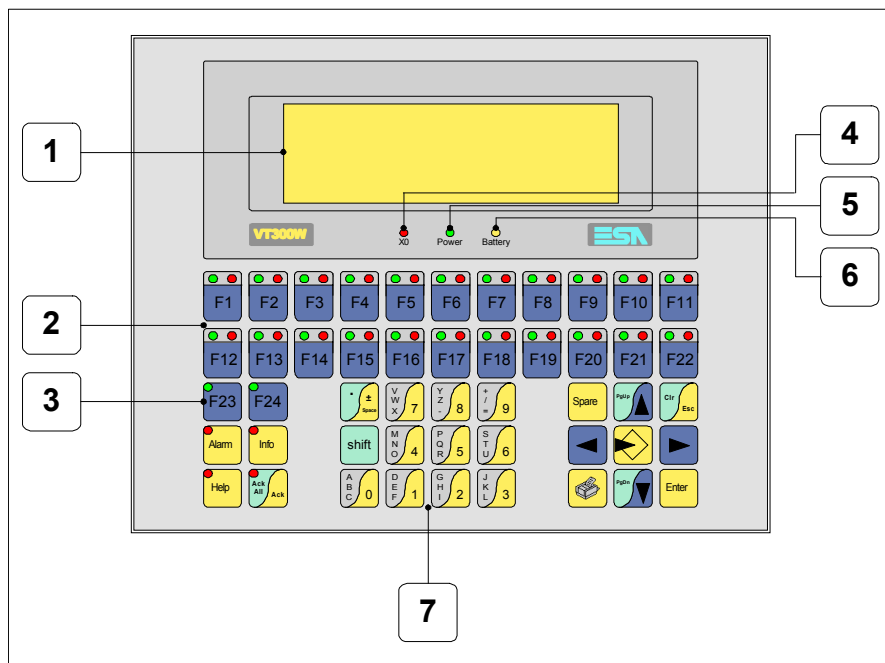 1
4
5
6
VT300W
X0
Power
Battery
ESA
2
F1 F2 F3 F4 F5 F6 F7 F8 F9 F10 F11
F12 F13 F14 F15 F16 F17 F18 F19 F20 F21 F22
3
F23 F24
. ± Space
V W X 7
Y Z - 8
+ / = 9
Spare
PgUp
Clr Esc
Alarm Info
shift
M N O 4
P Q R 5
S T U 6
Help
Ack All Ack
A B C 0
D E F 1
G H I 2
J K L 3
PgDn
Enter
7